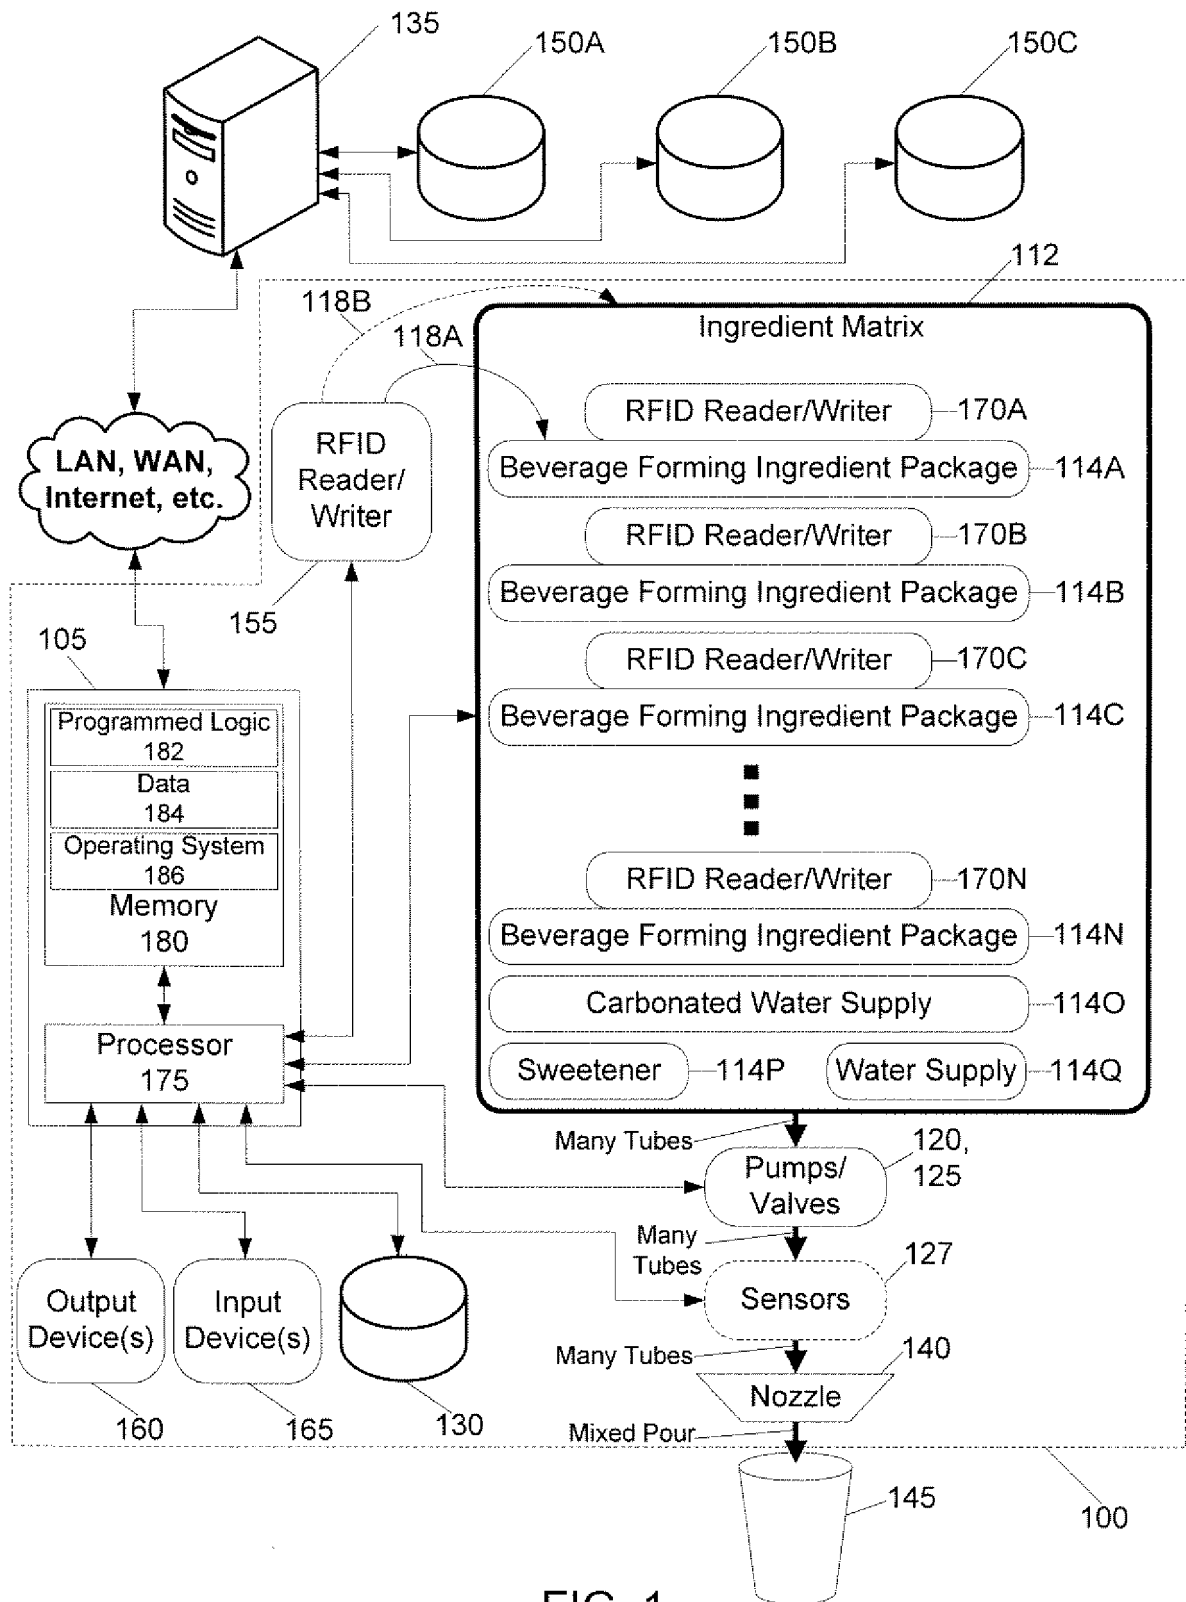 135
150A
150B
150C
112
118B
118A
Ingredient Matrix
RFID Reader/Writer
170A
LAN, WAN,
Internet, etc.
RFID
Reader/
Writer
Beverage Forming Ingredient Package
114A
RFID Reader/Writer
170B
Beverage Forming Ingredient Package
114B
155
105
RFID Reader/Writer
170C
Beverage Forming Ingredient Package
114C
Programmed Logic
182
Data
184
Operating System
186
Memory
180
RFID Reader/Writer
170N
Beverage Forming Ingredient Package
114N
Carbonated Water Supply
114O
Processor
175
Sweetener
114P
Water Supply
114Q
Many Tubes
120,
125
Pumps/
Valves
Many
Tubes
127
Sensors
Output
Device(s)
Input
Device(s)
Many Tubes
140
Nozzle
160
165
130
Mixed Pour
145
100
FIG. 1